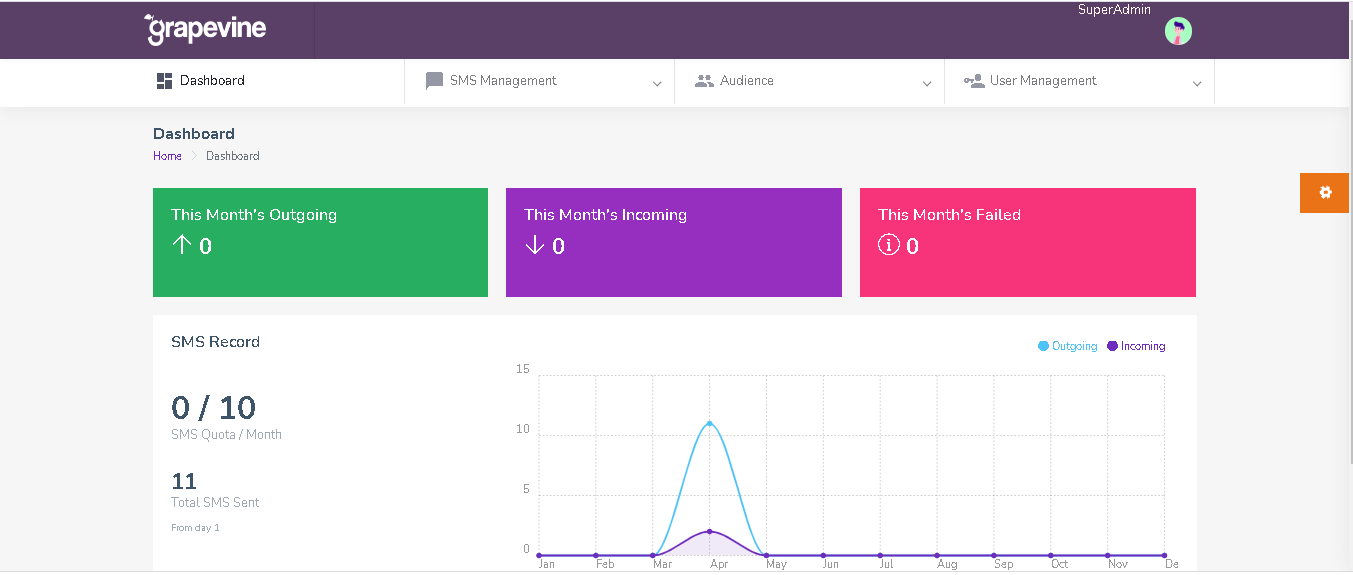 SuperAdmin
grapevine
Dashboard
SMS Management
Audience
User Management
Dashboard
Home
Dashboard
This Month's Outgoing
0
This Month's Incoming
0
This Month's Failed
0
SMS Record
Outgoing
Incoming
0 / 10
SMS Quota / Month
11
Total SMS Sent
From day 1
15
10
5
0
Jan Feb Mar Apr May Jun Jul Aug Sep Oct Nov De